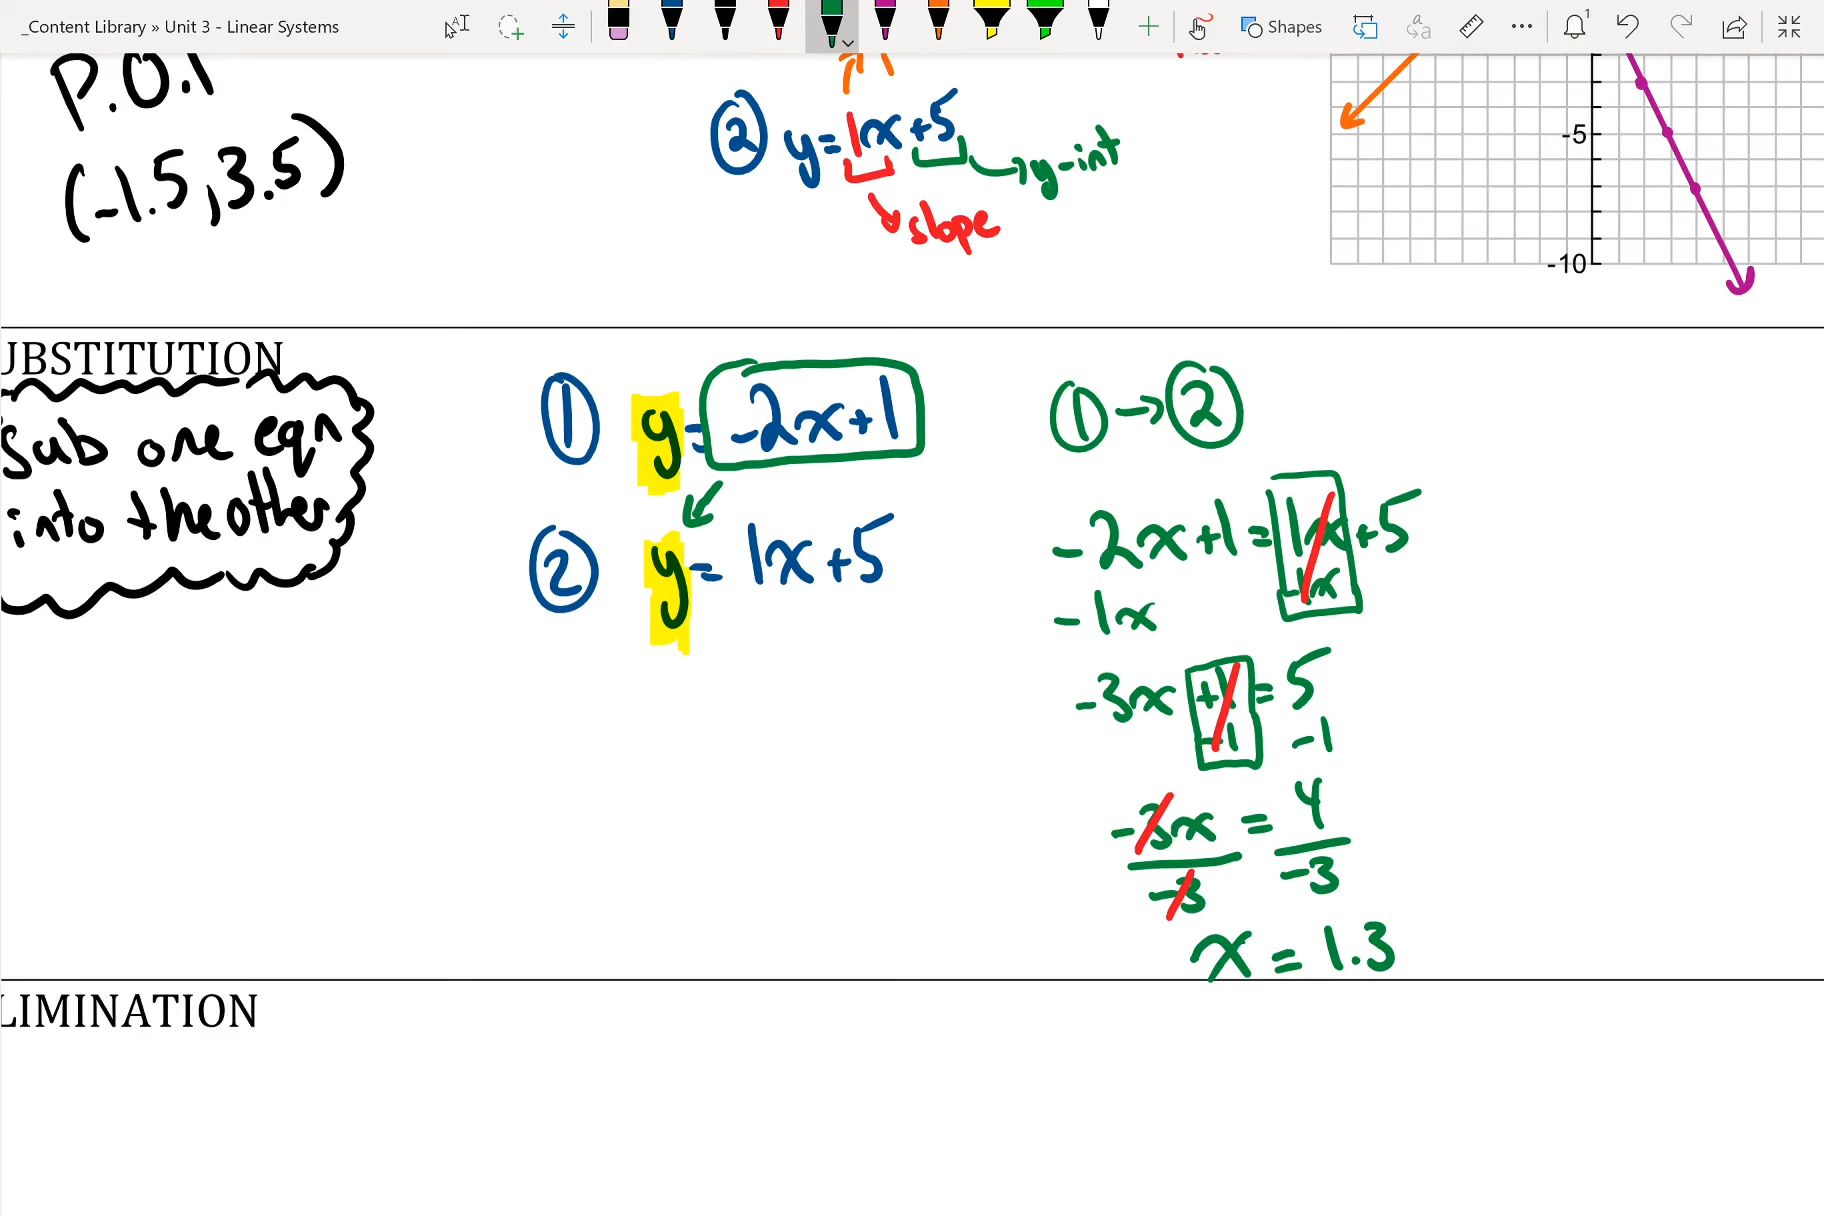 _Content Library » Unit 3 - Linear Systems
Shapes
1
P.O.I
(-1.5,3.5)
② y=1x+5
y-int
slope
-5
-10
UBSTITUTION
Sub one eqn
into the other
① y=-2x+1
② y=1x+5
①→②
-2x+1=1x+5
-1x -1x
-3x+1=5
-1 -1
-3x=4
-3 -3
x=1.3
LIMINATION